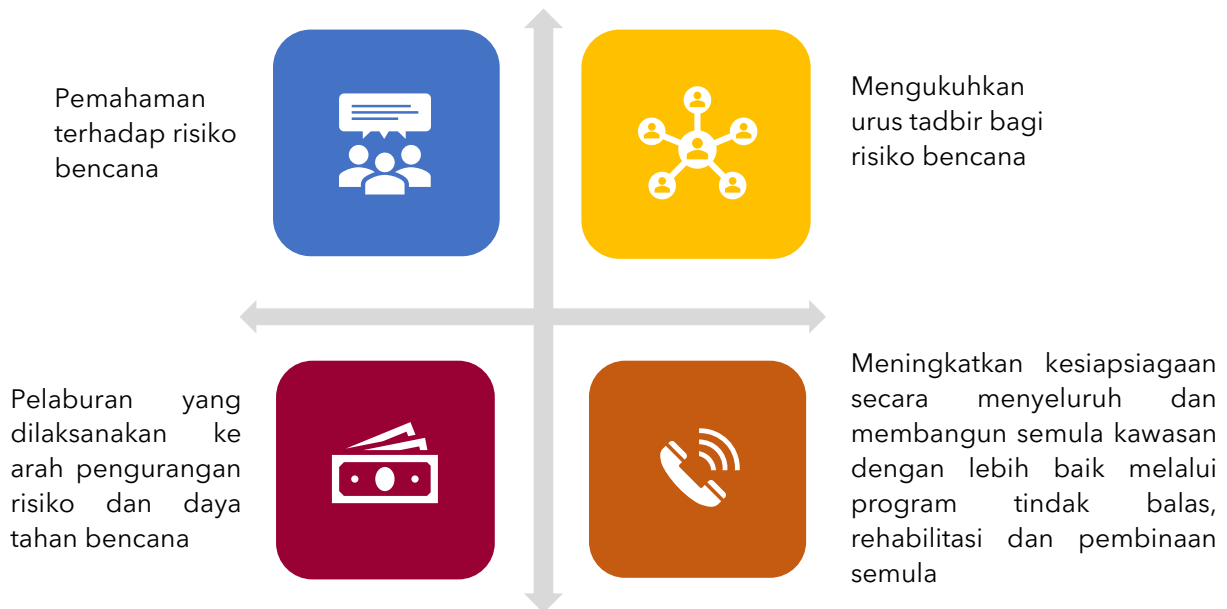 Pemahaman
terhadap risiko
bencana
Mengukuhkan
urus tadbir bagi
risiko bencana
Pelaburan yang
dilaksanakan ke
arah pengurangan
risiko dan daya
tahan bencana
Meningkatkan kesiapsiagaan
secara menyeluruh dan
membangun semula kawasan
dengan lebih baik melalui
program tindak balas,
rehabilitasi dan pembinaan
semula